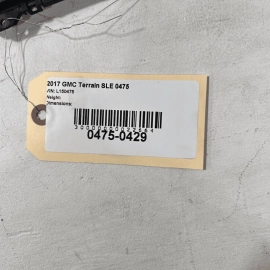 2017 GMC Terrain SLE 0475
VIN: L150475
Weight:
Dimensions:
0475-0429